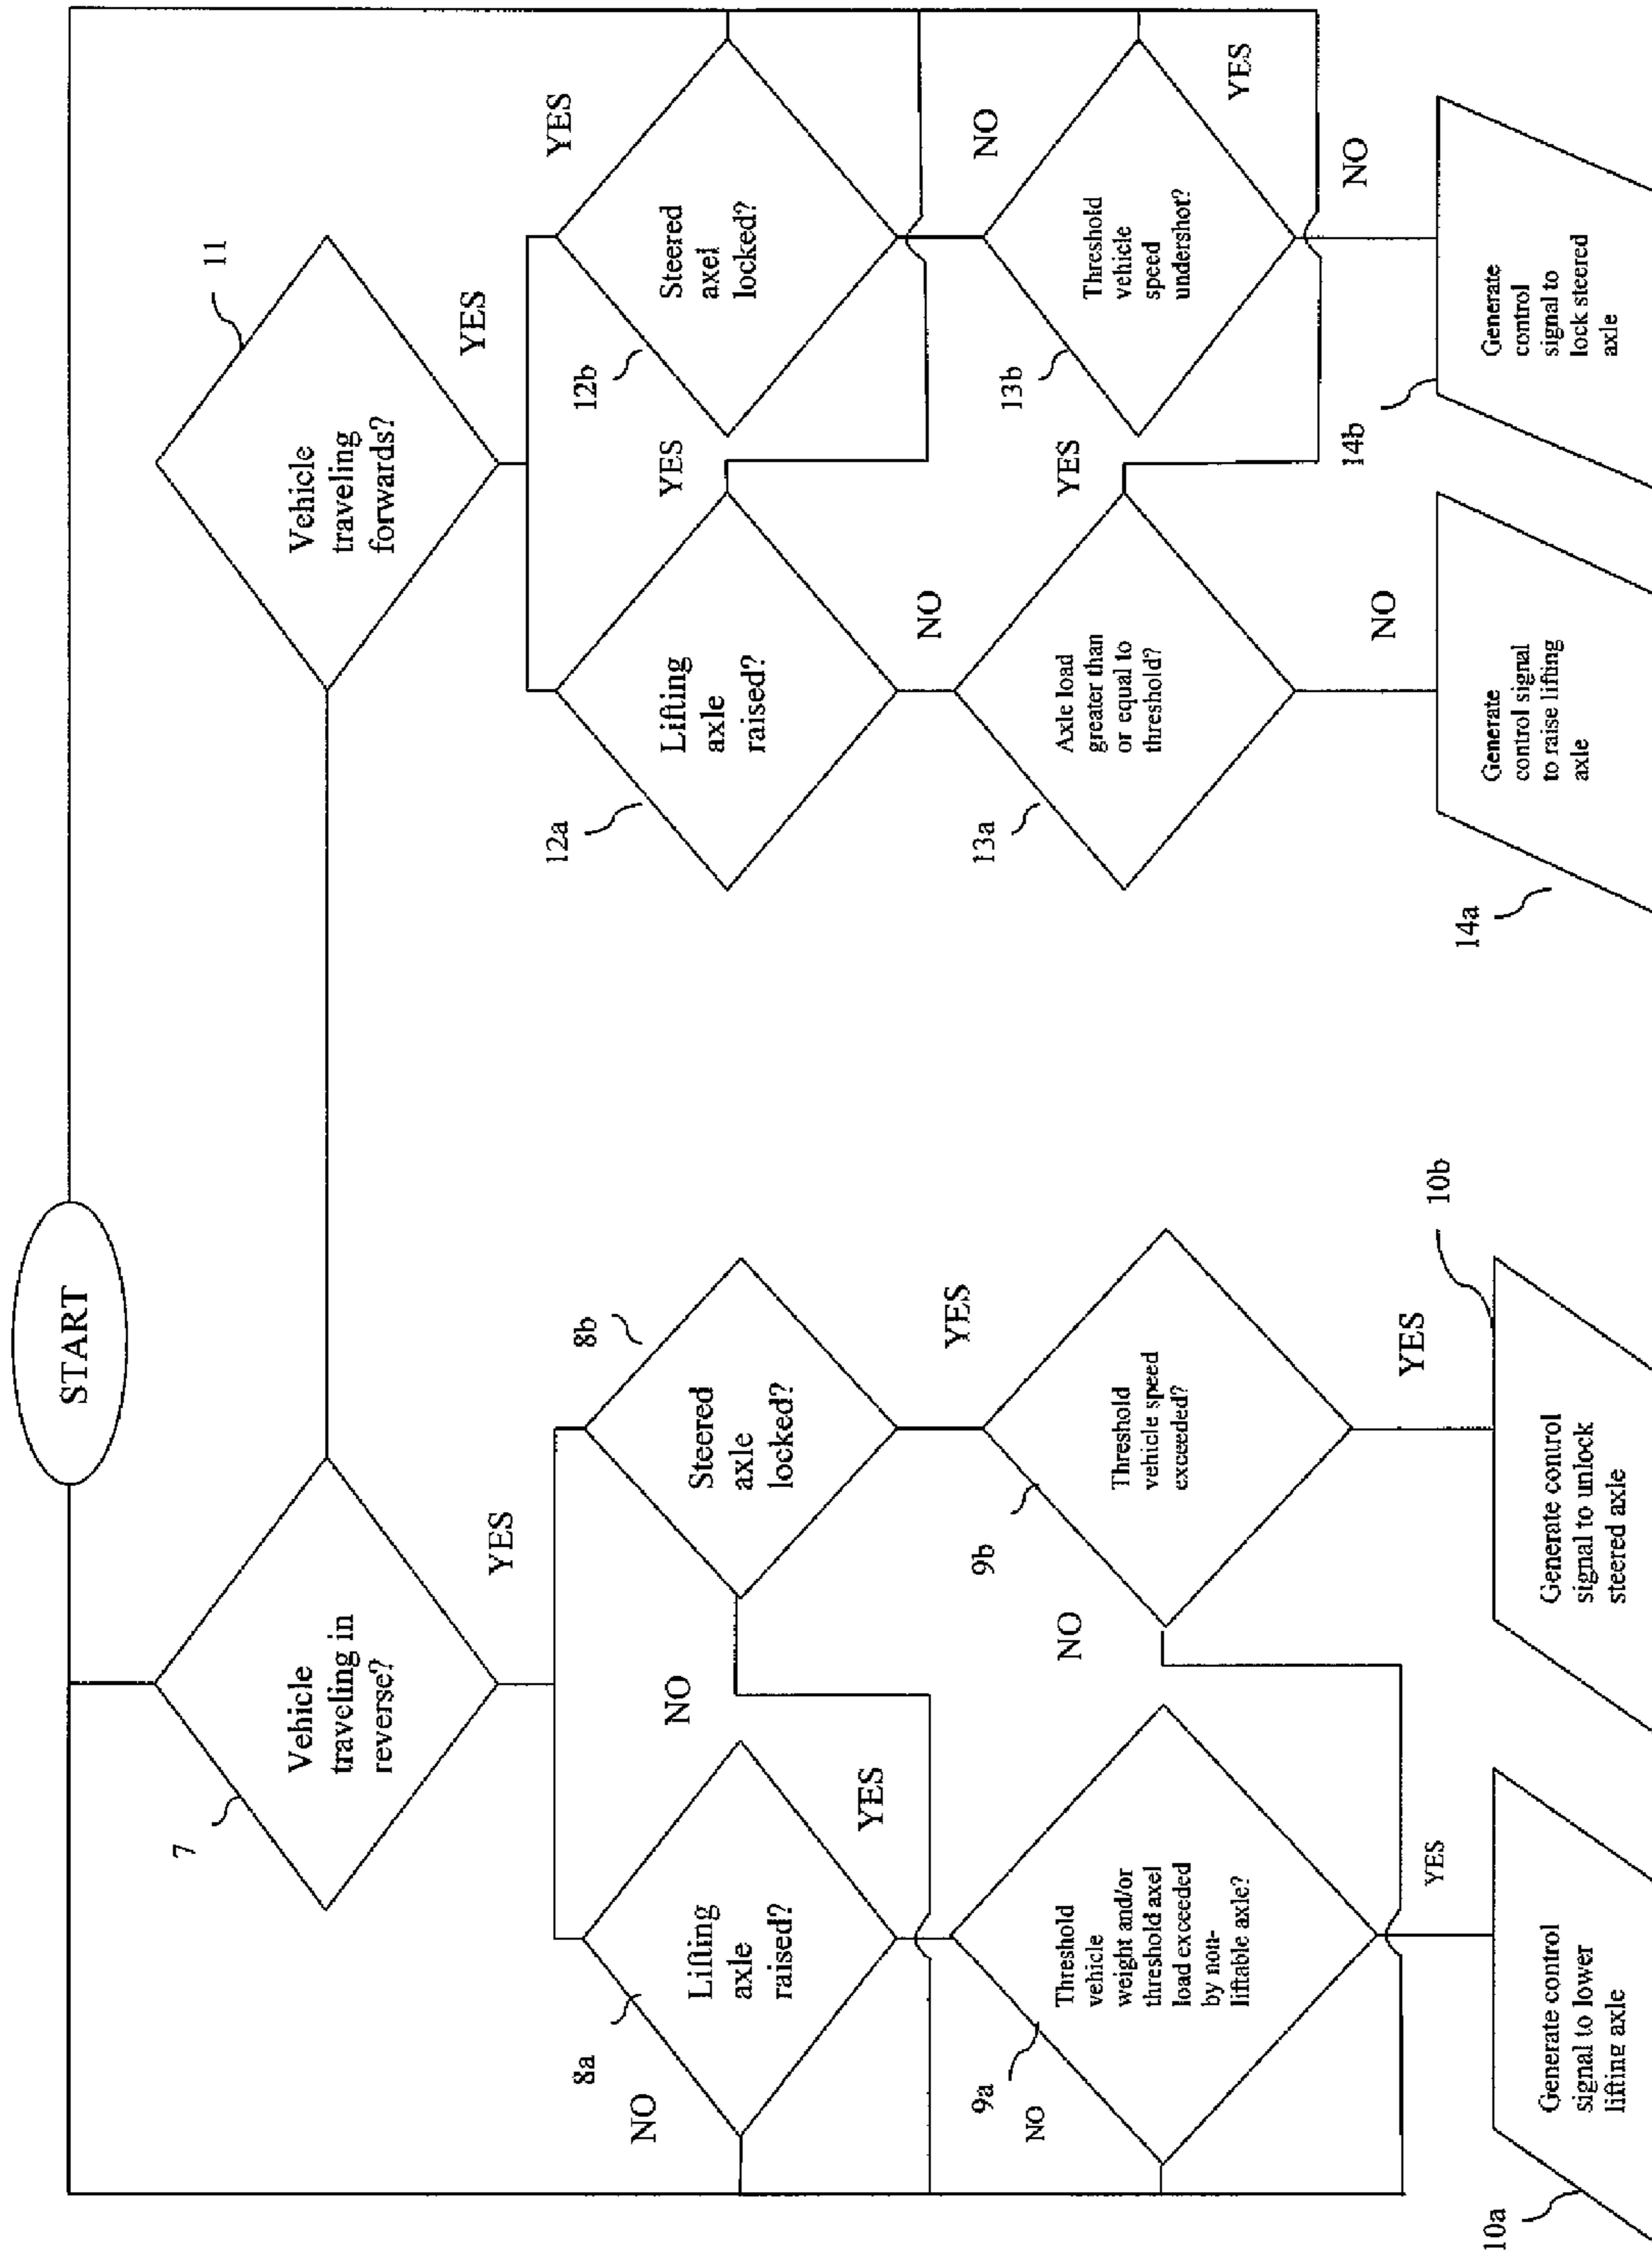 START
7
Vehicle
traveling in
reverse?
YES
11
Vehicle
traveling
forwards?
YES
8a
Lifting
axle
raised?
NO
YES
8b
Steered
axle
locked?
NO
YES
9a
NO
Threshold
vehicle
weight and/or
threshold axel
load exceeded
by non-
liftable axle?
YES
9b
Threshold
vehicle speed
exceeded?
NO
YES
10a
Generate control
signal to lower
lifting axle
10b
Generate control
signal to unlock
steered axle
12a
Lifting
axle
raised?
YES
NO
12b
Steered
axel
locked?
YES
NO
13a
Axle load
greater than
or equal to
threshold?
YES
NO
13b
Threshold
vehicle
speed
undershot?
YES
NO
14a
Generate
control signal
to raise lifting
axle
14b
Generate
control
signal to
lock steered
axle